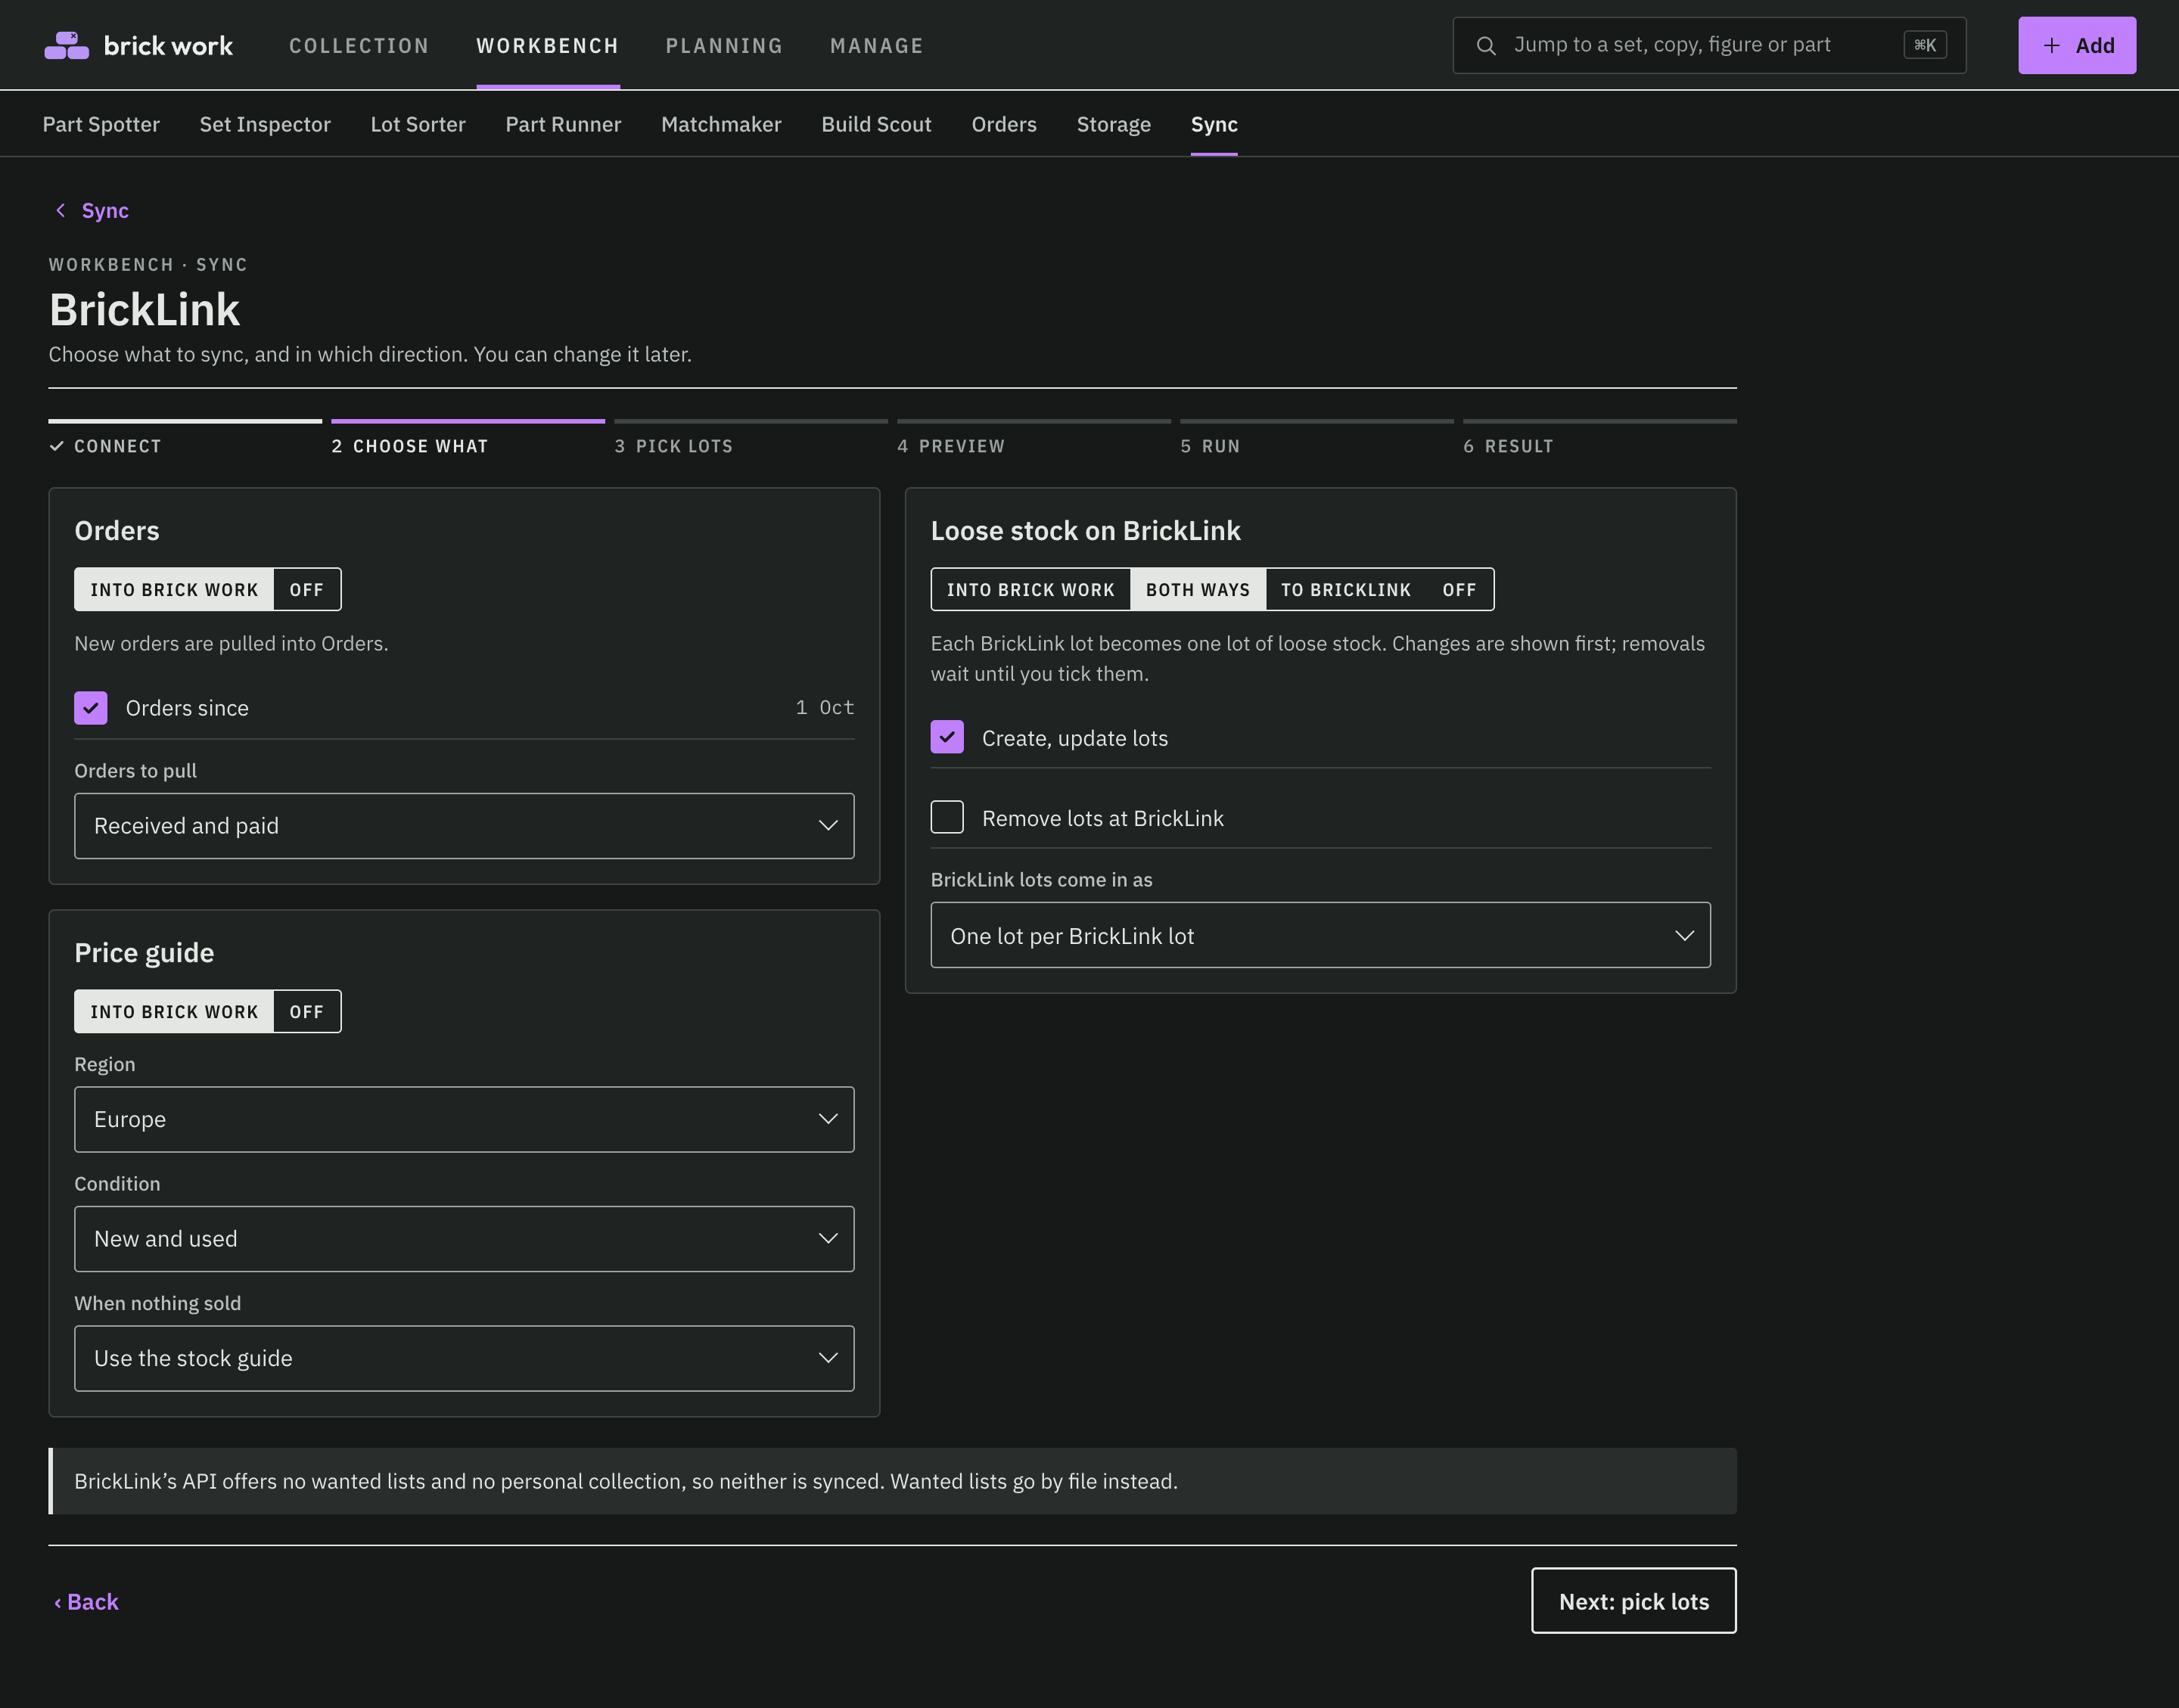 brick work
COLLECTION
WORKBENCH
PLANNING
MANAGE
Jump to a set, copy, figure or part
⌘K
+ Add
Part Spotter
Set Inspector
Lot Sorter
Part Runner
Matchmaker
Build Scout
Orders
Storage
Sync
Sync
WORKBENCH · SYNC
BrickLink
Choose what to sync, and in which direction. You can change it later.
CONNECT
2 CHOOSE WHAT
3 PICK LOTS
4 PREVIEW
5 RUN
6 RESULT
Orders
INTO BRICK WORK
OFF
New orders are pulled into Orders.
Orders since
1 Oct
Orders to pull
Received and paid
Price guide
INTO BRICK WORK
OFF
Region
Europe
Condition
New and used
When nothing sold
Use the stock guide
Loose stock on BrickLink
INTO BRICK WORK
BOTH WAYS
TO BRICKLINK
OFF
Each BrickLink lot becomes one lot of loose stock. Changes are shown first; removals
wait until you tick them.
Create, update lots
Remove lots at BrickLink
BrickLink lots come in as
One lot per BrickLink lot
BrickLink’s API offers no wanted lists and no personal collection, so neither is synced. Wanted lists go by file instead.
‹ Back
Next: pick lots